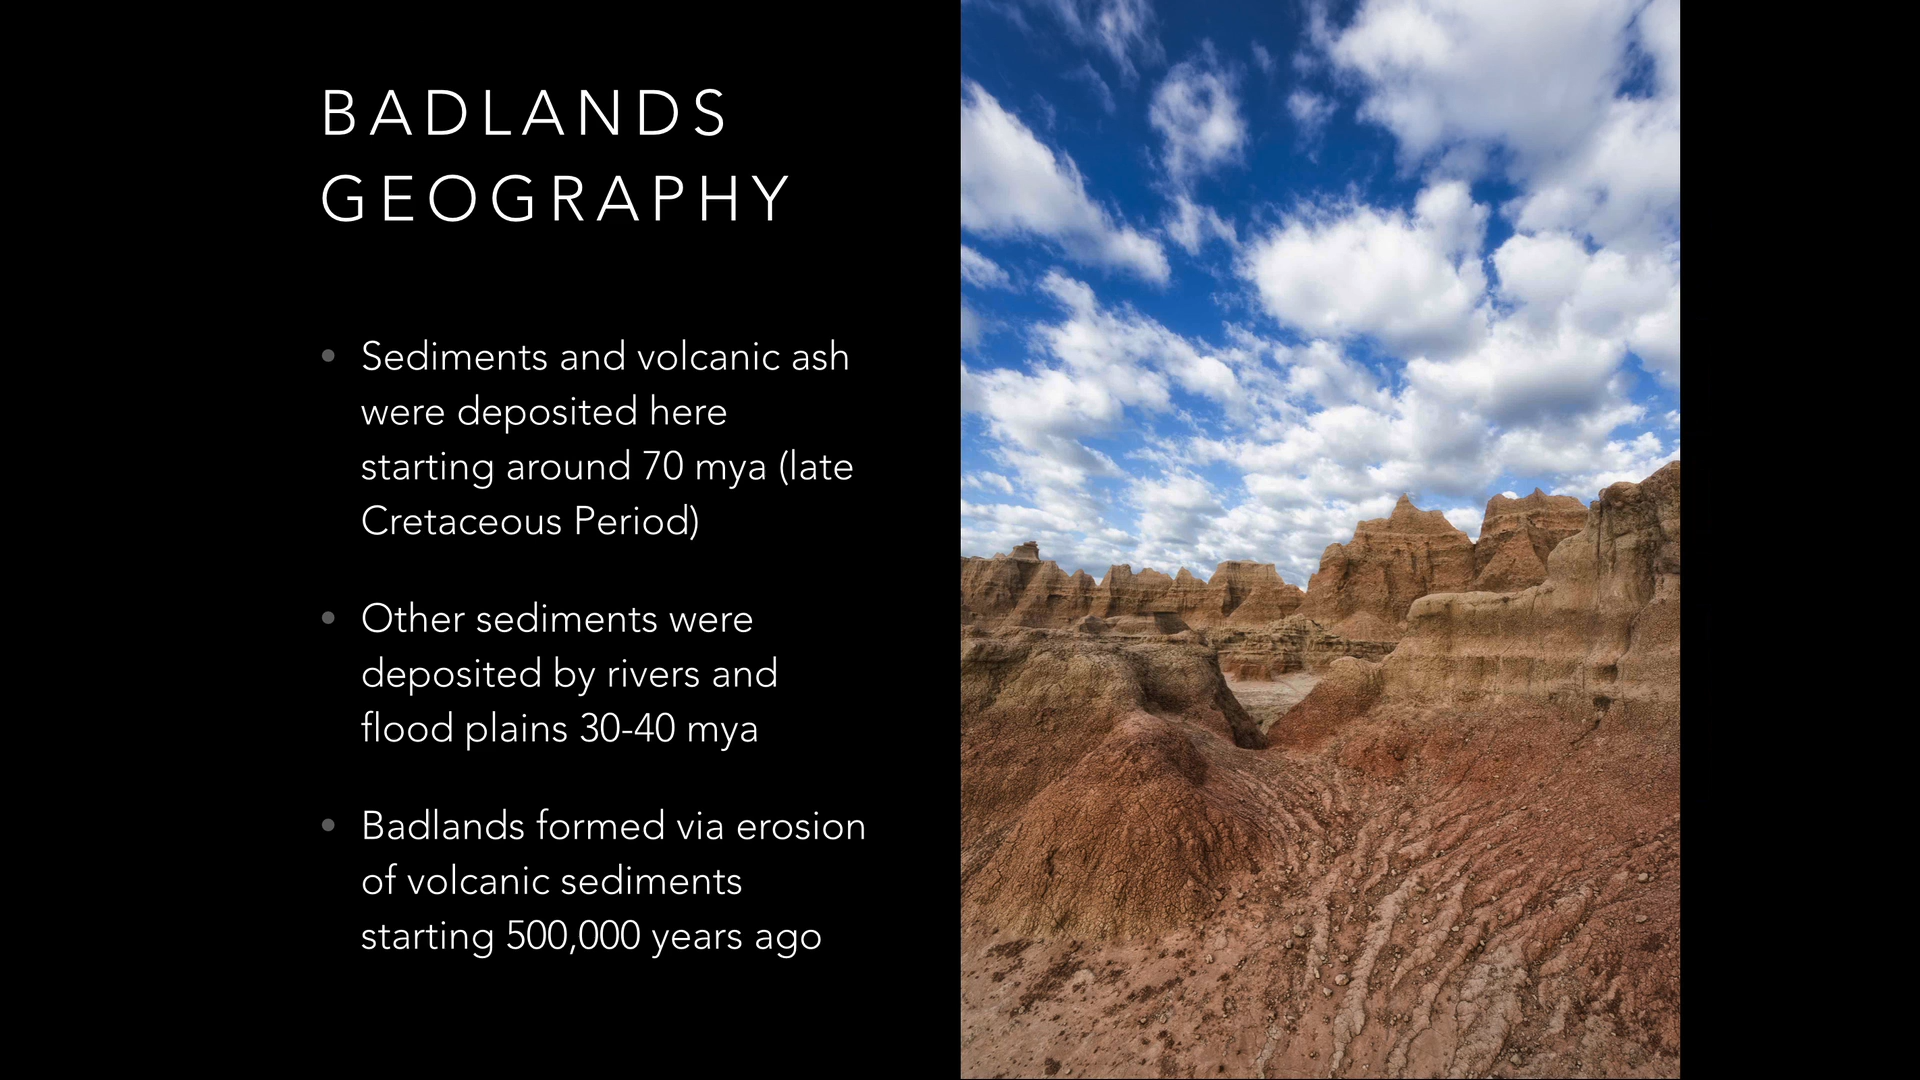 BADLANDS
GEOGRAPHY
• Sediments and volcanic ash
were deposited here
starting around 70 mya (late
Cretaceous Period)
• Other sediments were
deposited by rivers and
flood plains 30-40 mya
• Badlands formed via erosion
of volcanic sediments
starting 500,000 years ago